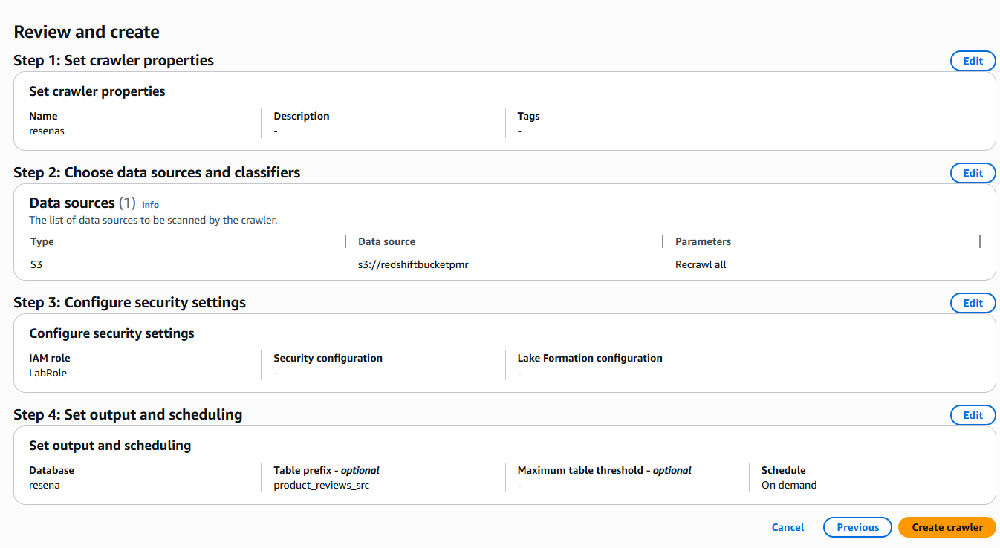 Review and create
Step 1: Set crawler properties
Edit
Set crawler properties
Name
resenas
Description
-
Tags
-
Step 2: Choose data sources and classifiers
Edit
Data sources (1) Info
The list of data sources to be scanned by the crawler.
Type Data source Parameters
S3 s3://redshiftbucketpmr Recrawl all
Step 3: Configure security settings
Edit
Configure security settings
IAM role
LabRole
Security configuration
-
Lake Formation configuration
-
Step 4: Set output and scheduling
Edit
Set output and scheduling
Database
resena
Table prefix - optional
product_reviews_src
Maximum table threshold - optional
-
Schedule
On demand
Cancel Previous Create crawler